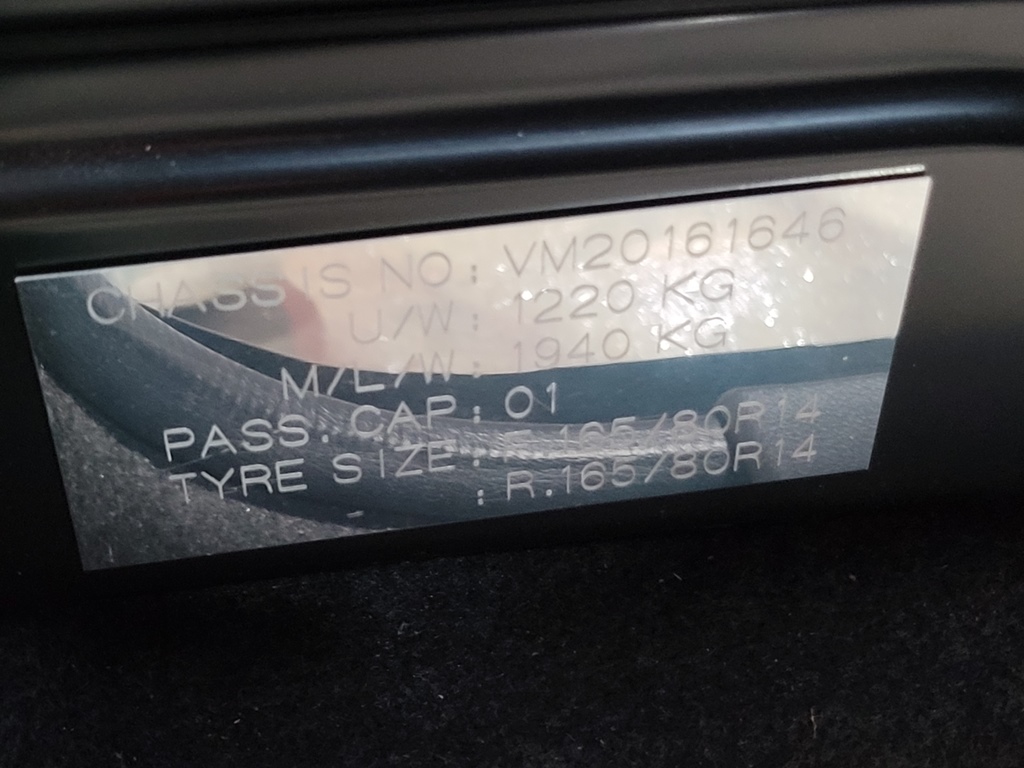 CHASSIS NO: VM20161646
U/W: 1220 KG
M/L/W: 1940 KG
PASS. CAP: 01
TYRE SIZE: F.165/80R14
: R.165/80R14